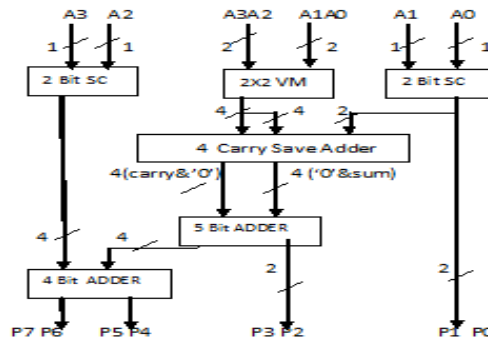 A3 A2 A3A2 A1A0 A1 A0
1 1 2 2 1 1
2 Bit SC 2X2 VM 2 Bit SC
4 4 2
4 Carry Save Adder
4(carry&'0') 4 ('0'&sum)
5 Bit ADDER
4 4
2 2
4 Bit ADDER
P7 P6 P5 P4 P3 P2 P1 P0